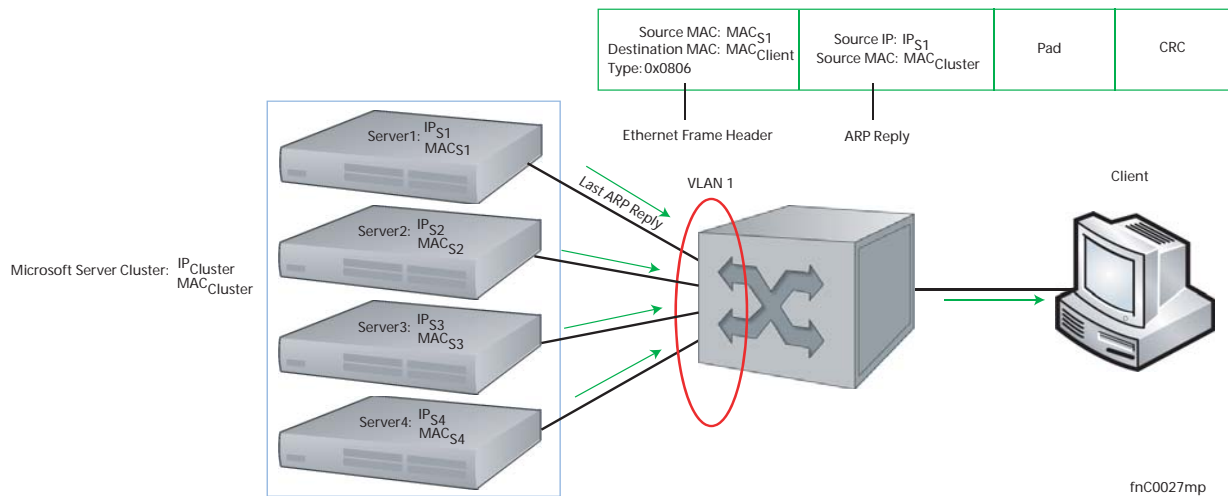 Source MAC: MACS1
Destination MAC: MACClient
Type: 0x0806
Source IP: IPS1
Source MAC: MACCluster
Pad
CRC
Ethernet Frame Header
ARP Reply
Server1: IPS1
MACS1
Last ARP Reply
VLAN 1
Client
Server2: IPS2
MACS2
Microsoft Server Cluster: IPCluster
MACCluster
Server3: IPS3
MACS3
Server4: IPS4
MACS4
fnC0027mp